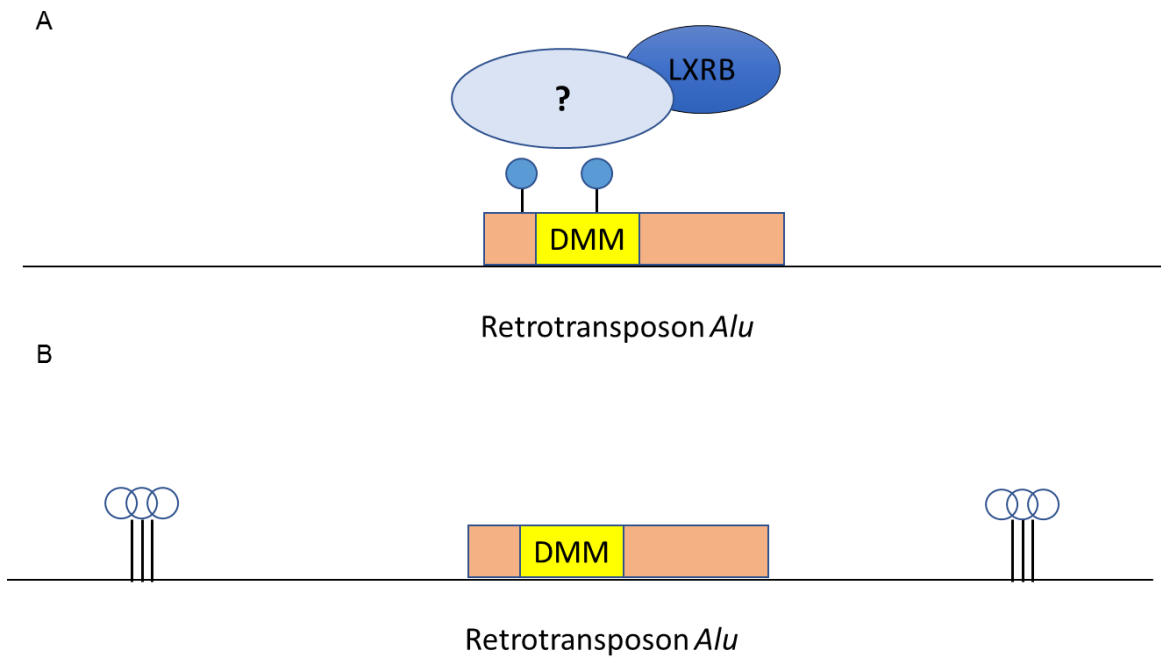 A
LXRB
?
DMM
Retrotransposon Alu
B
DMM
Retrotransposon Alu